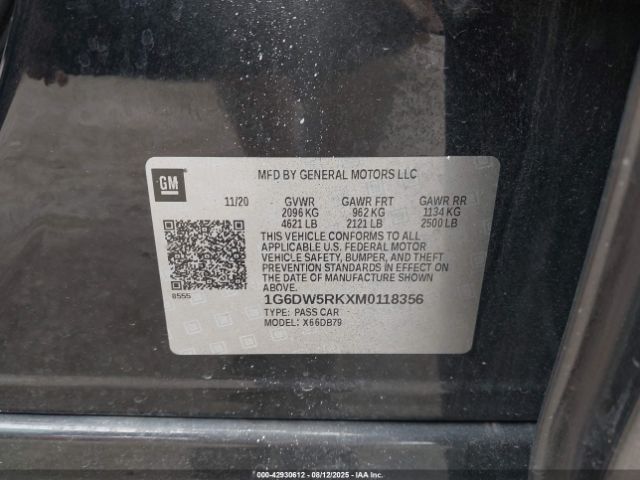 GM
MFD BY GENERAL MOTORS LLC
11/20 GVWR GAWR FRT GAWR RR
2096 KG 962 KG 1134 KG
4621 LB 2121 LB 2500 LB
THIS VEHICLE CONFORMS TO ALL
APPLICABLE U.S. FEDERAL MOTOR
VEHICLE SAFETY, BUMPER, AND THEFT
PREVENTION STANDARDS IN EFFECT ON
THE DATE OF MANUFACTURE SHOWN
ABOVE.
8555
1G6DW5RKXM0118356
TYPE: PASS CAR
MODEL: X66DB79
000-42930612 08/12/2025 IAAI.com